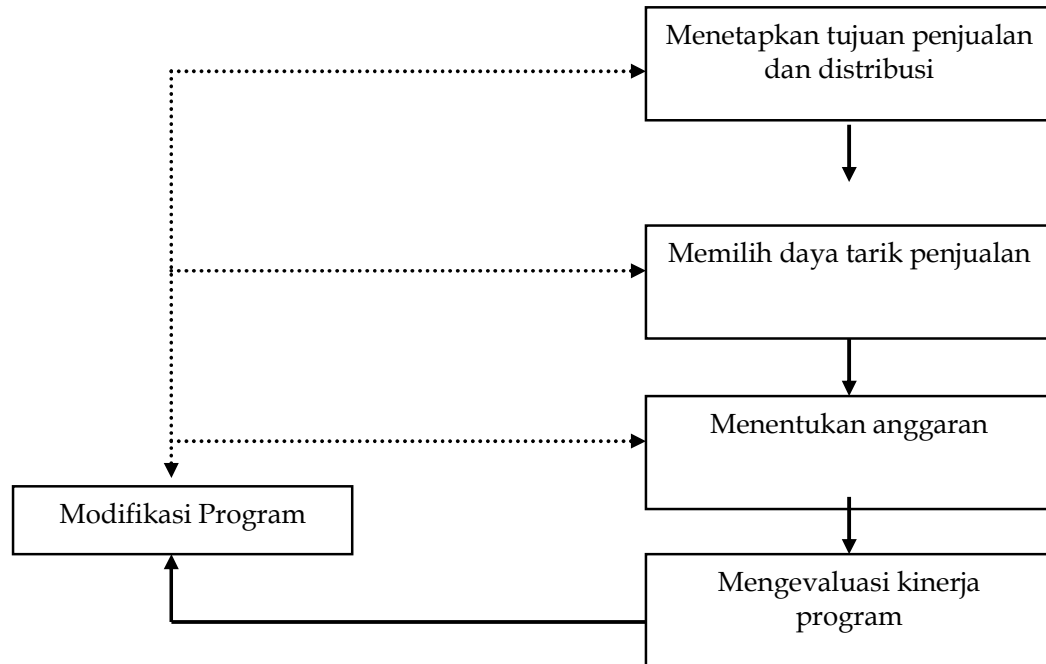 Menetapkan tujuan penjualan
dan distribusi
Memilih daya tarik penjualan
Menentukan anggaran
Modifikasi Program
Mengevaluasi kinerja
program